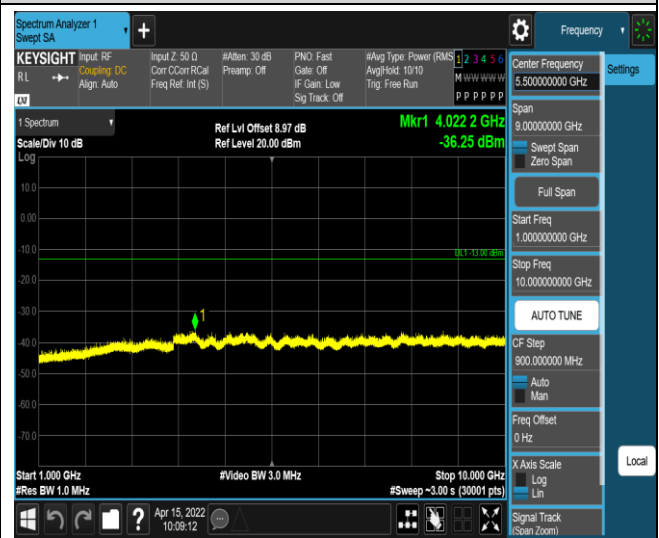 Spectrum Analyzer 1
Swept SA
+
Frequency
KEYSIGHT
RL
LXI
Input: RF
Coupling: DC
Align: Auto
Input Z: 50 Ω
Corr CCorr RCal
Freq Ref: Int (S)
#Atten: 30 dB
Preamp: Off
PNO: Fast
Gate: Off
IF Gain: Low
Sig Track: Off
#Avg Type: Power (RMS
Avg|Hold: 10/10
Trig: Free Run
1 2 3 4 5 6
M W W W W W
P P P P P P
Center Frequency
5.500000000 GHz
Settings
Span
9.00000000 GHz
Swept Span
Zero Span
Full Span
Start Freq
1.000000000 GHz
Stop Freq
10.000000000 GHz
AUTO TUNE
CF Step
900.000000 MHz
Auto
Man
Freq Offset
0 Hz
X Axis Scale
Log
Lin
Local
Signal Track
(Span Zoom)
1 Spectrum
Scale/Div 10 dB
Ref Lvl Offset 8.97 dB
Ref Level 20.00 dBm
Mkr1 4.022 2 GHz
-36.25 dBm
Log
10.0
0.00
-10.0
DL1 -13.00 dBm
-20.0
-30.0
1
-40.0
-50.0
-60.0
-70.0
Start 1.000 GHz
#Video BW 3.0 MHz
Stop 10.000 GHz
#Res BW 1.0 MHz
#Sweep ~3.00 s (30001 pts)
?
Apr 15, 2022
10:09:12